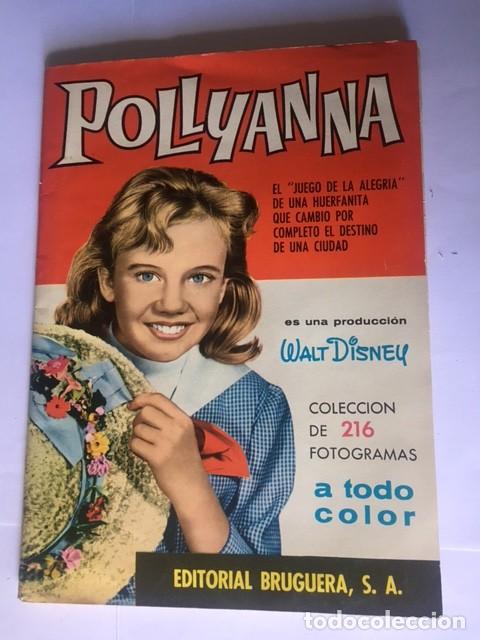 POLLYANNA
EL "JUEGO DE LA ALEGRIA"
DE UNA HUERFANITA
QUE CAMBIO POR
COMPLETO EL DESTINO
DE UNA CIUDAD
es una producción
WALT DISNEY
COLECCION
DE 216
FOTOGRAMAS
a todo
color
EDITORIAL BRUGUERA, S. A.
todocoleccion